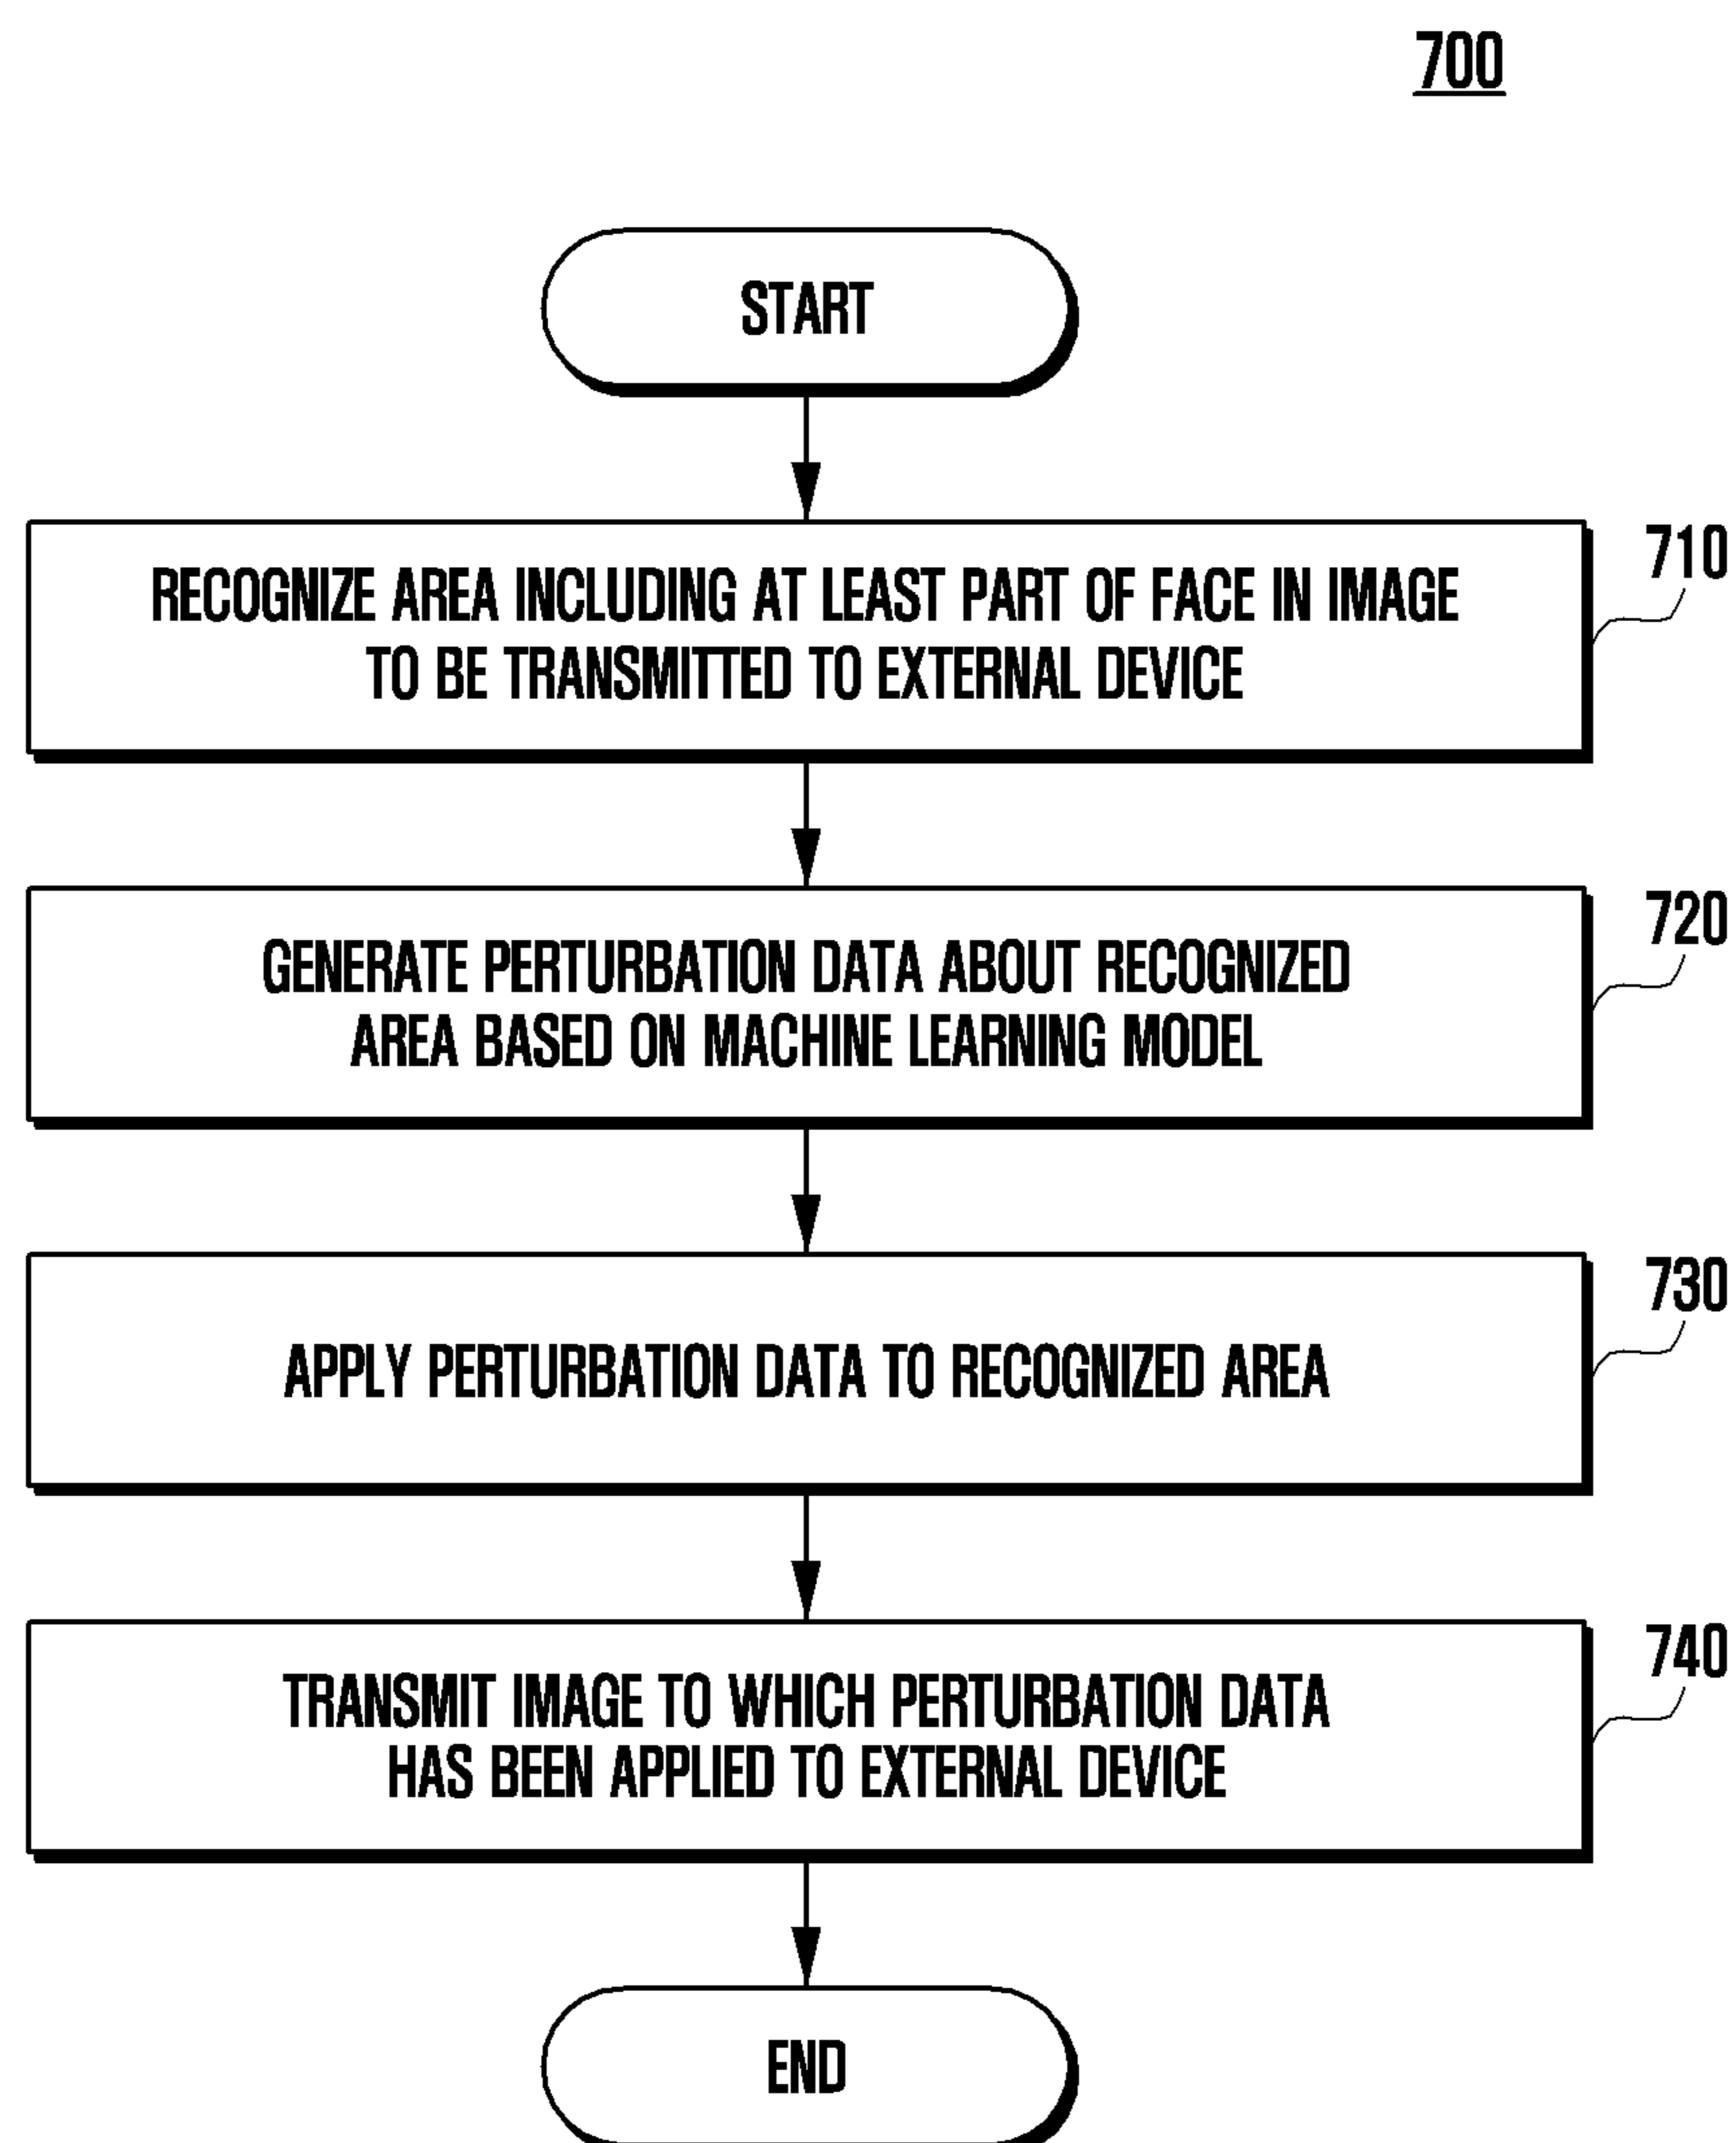 700
START
RECOGNIZE AREA INCLUDING AT LEAST PART OF FACE IN IMAGE
TO BE TRANSMITTED TO EXTERNAL DEVICE
710
GENERATE PERTURBATION DATA ABOUT RECOGNIZED
AREA BASED ON MACHINE LEARNING MODEL
720
APPLY PERTURBATION DATA TO RECOGNIZED AREA
730
TRANSMIT IMAGE TO WHICH PERTURBATION DATA
HAS BEEN APPLIED TO EXTERNAL DEVICE
740
END